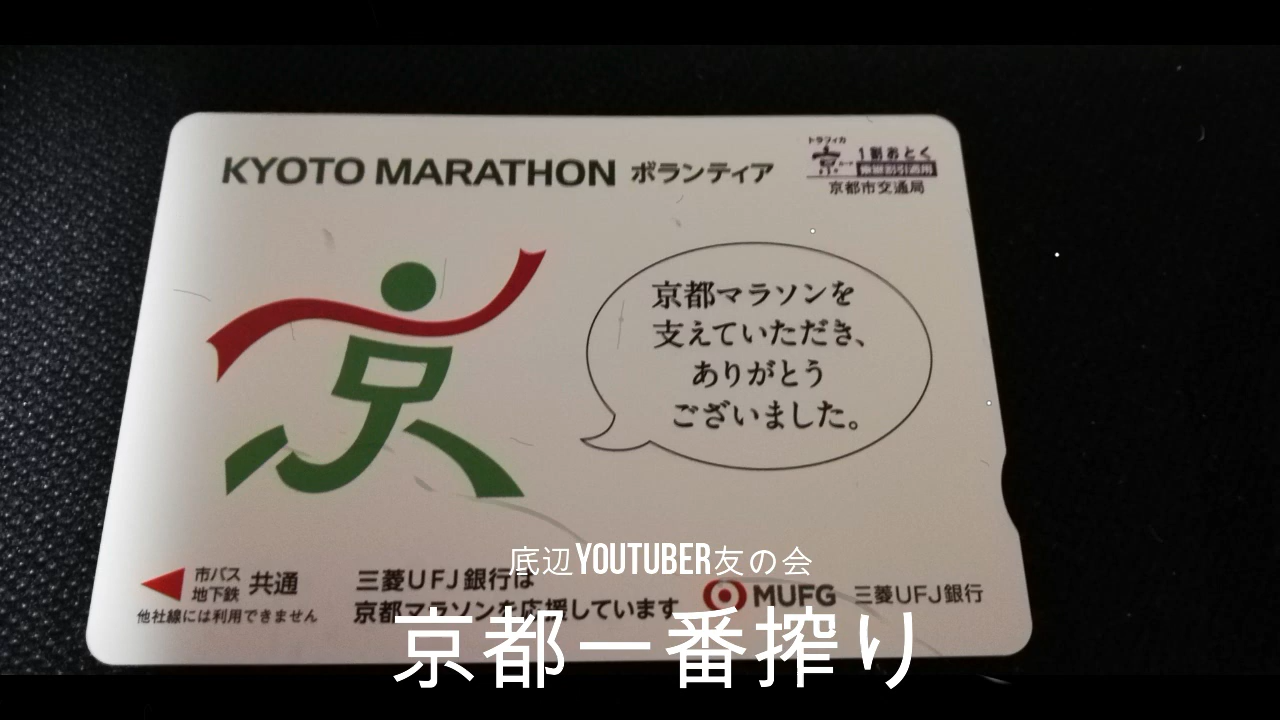 KYOTO MARATHON ボランティア
トラフィカ
京カード
1割おとく
京都市交通局
京都マラソンを
支えていただき、
ありがとう
ございました。
市バス
地下鉄
共通
他社線には利用できません
三菱UFJ銀行は
京都マラソンを応援しています
MUFG 三菱UFJ銀行
底辺YOUTUBER友の会
京都一番搾り